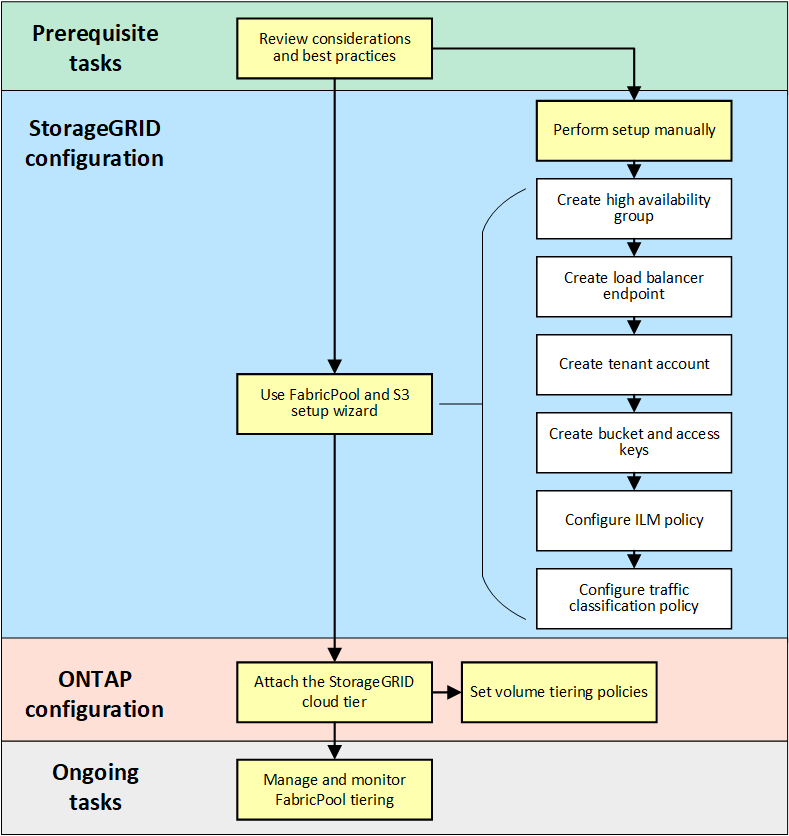 Prerequisite
tasks
Review considerations
and best practices
StorageGRID
configuration
Perform setup manually
Create high availability
group
Create load balancer
endpoint
Create tenant account
Use FabricPool and S3
setup wizard
Create bucket and access
keys
Configure ILM policy
Configure traffic
classification policy
ONTAP
configuration
Attach the StorageGRID
cloud tier
Set volume tiering policies
Ongoing
tasks
Manage and monitor
FabricPool tiering